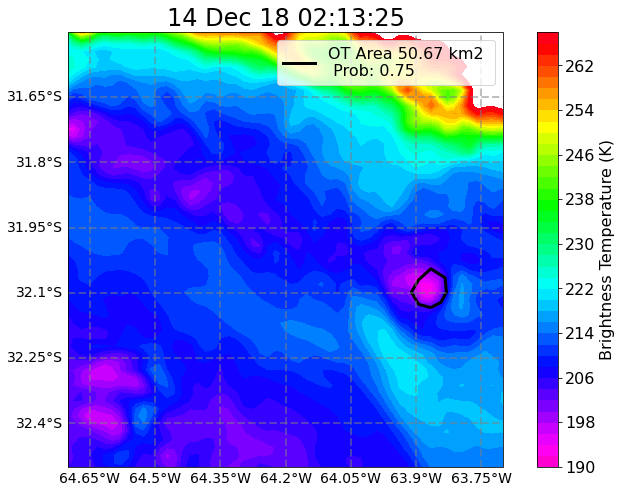 14 Dec 18 02:13:25
OT Area 50.67 km2
Prob: 0.75
31.65°S
31.8°S
31.95°S
32.1°S
32.25°S
32.4°S
64.65°W 64.5°W 64.35°W 64.2°W 64.05°W 63.9°W 63.75°W
262
254
246
238
230
222
214
206
198
190
Brightness Temperature (K)